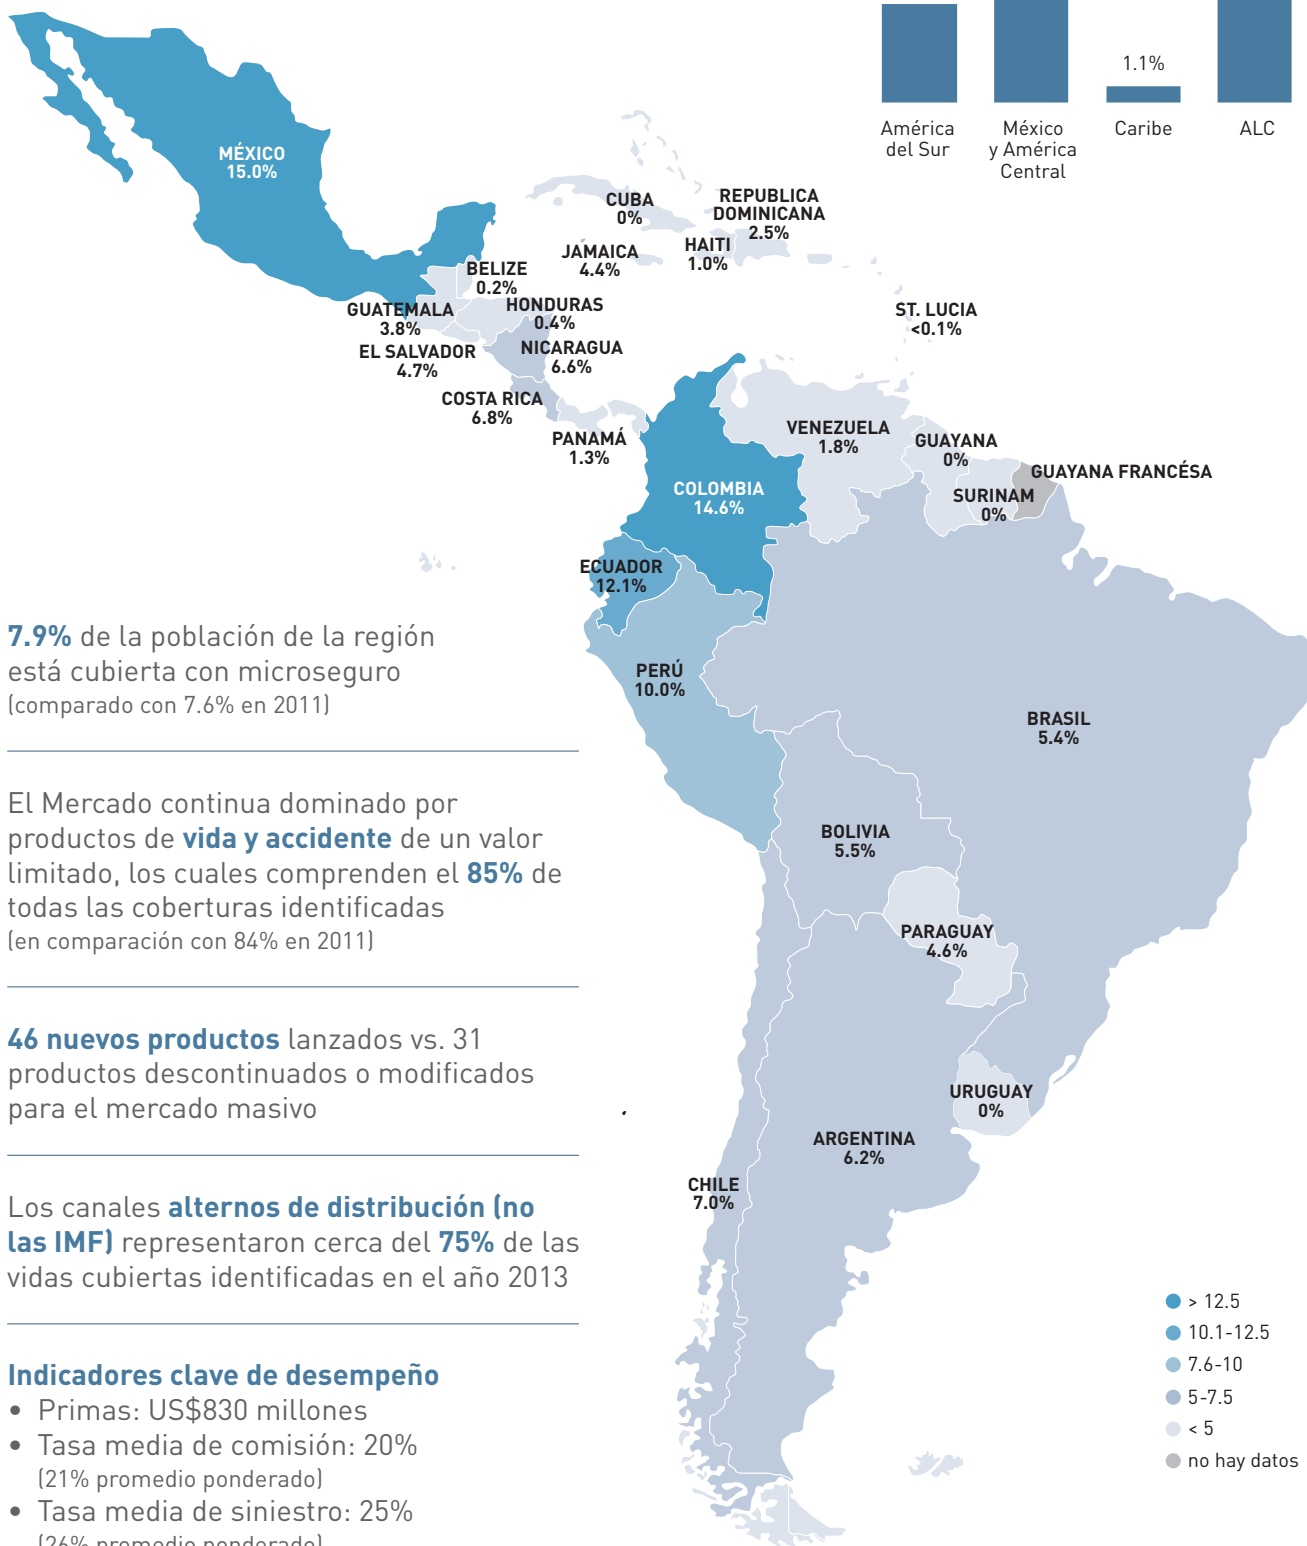 1.1%
América
del Sur
México
y América
Central
Caribe
ALC
MÉXICO
15.0%
CUBA
0%
REPUBLICA
DOMINICANA
2.5%
JAMAICA
4.4%
HAITI
1.0%
BELIZE
0.2%
GUATEMALA
3.8%
HONDURAS
0.4%
ST. LUCIA
<0.1%
EL SALVADOR
4.7%
NICARAGUA
6.6%
COSTA RICA
6.8%
PANAMÁ
1.3%
VENEZUELA
1.8%
GUAYANA
0%
GUAYANA FRANCÉSA
SURINAM
0%
COLOMBIA
14.6%
ECUADOR
12.1%
PERÚ
10.0%
BRASIL
5.4%
BOLIVIA
5.5%
PARAGUAY
4.6%
URUGUAY
0%
ARGENTINA
6.2%
CHILE
7.0%
7.9% de la población de la región
está cubierta con microseguro
(comparado con 7.6% en 2011)
El Mercado continua dominado por
productos de vida y accidente de un valor
limitado, los cuales comprenden el 85% de
todas las coberturas identificadas
(en comparación con 84% en 2011)
46 nuevos productos lanzados vs. 31
productos descontinuados o modificados
para el mercado masivo
Los canales alternos de distribución (no
las IMF) representaron cerca del 75% de las
vidas cubiertas identificadas en el año 2013
Indicadores clave de desempeño
• Primas: US$830 millones
• Tasa media de comisión: 20%
(21% promedio ponderado)
• Tasa media de siniestro: 25%
(26% promedio ponderado)
> 12.5
10.1-12.5
7.6-10
5-7.5
< 5
no hay datos